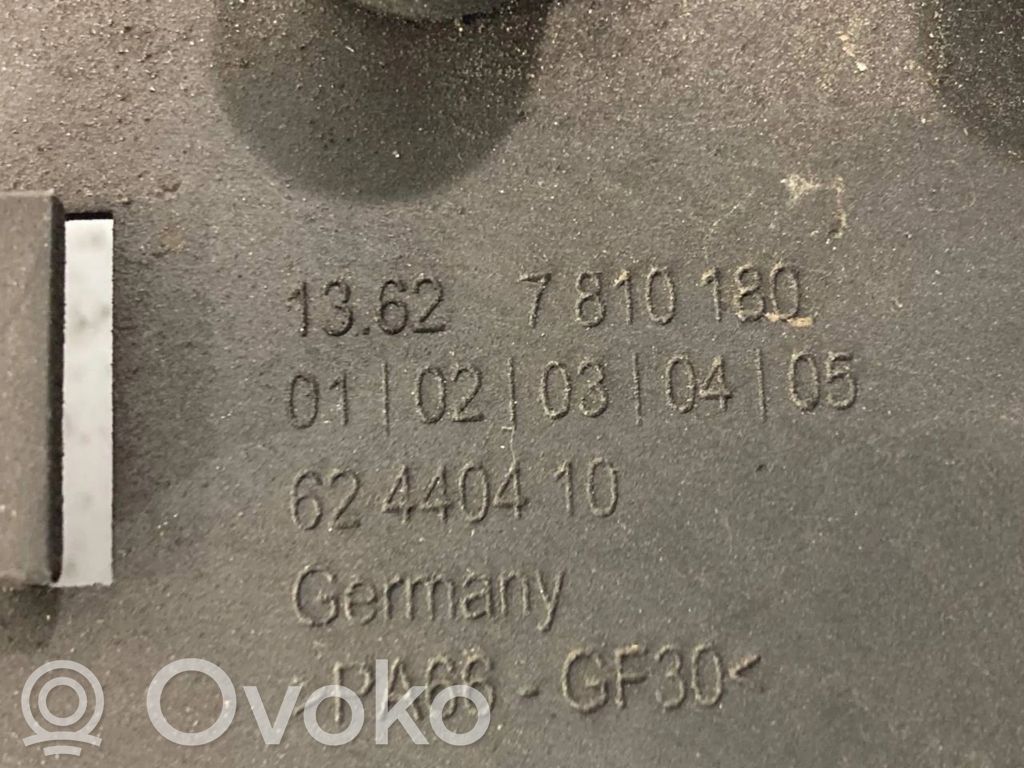 13.62 7 810 180
01 | 02 | 03 | 04 | 05
62 4404 10
Germany
>PA66 - GF30<
Ovoko